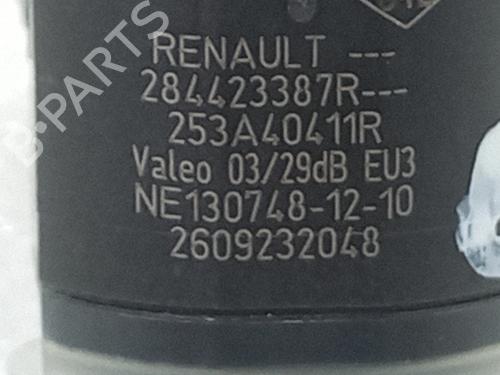 RENAULT ---
284423387R---
253A40411R
Valeo 03/29dB EU3
NE130748-12-10
2609232048
B-PARTS